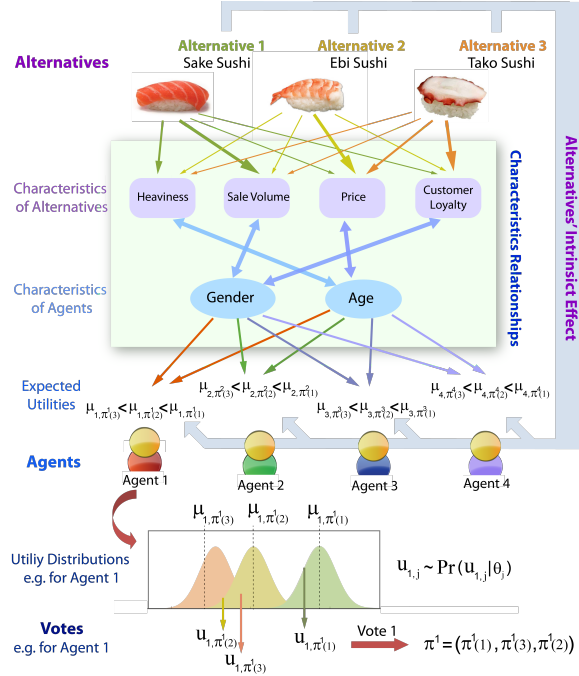 Alternative 1 Alternative 2 Alternative 3
Alternatives Sake Sushi Ebi Sushi Tako Sushi
Characteristics of Alternatives
Heaviness Sale Volume Price Customer Loyalty
Characteristics Relationships
Alternatives' Intrinsict Effect
Characteristics of Agents
Gender Age
Expected Utilities
μ₁,π¹(3)<μ₁,π¹(2)<μ₁,π¹(1)
μ₂,π²(3)<μ₂,π²(2)<μ₂,π²(1)
μ₃,π³(3)<μ₃,π³(2)<μ₃,π³(1)
μ₄,π⁴(3)<μ₄,π⁴(2)<μ₄,π⁴(1)
Agents
Agent 1 Agent 2 Agent 3 Agent 4
μ₁,π¹(3) μ₁,π¹(2) μ₁,π¹(1)
Utiliy Distributions
e.g. for Agent 1
u₁,ⱼ ~ Pr(u₁,ⱼ|θⱼ)
Votes
e.g. for Agent 1
u₁,π¹(2)
u₁,π¹(3)
u₁,π¹(1)
Vote 1
π¹=(π¹(1),π¹(3),π¹(2))